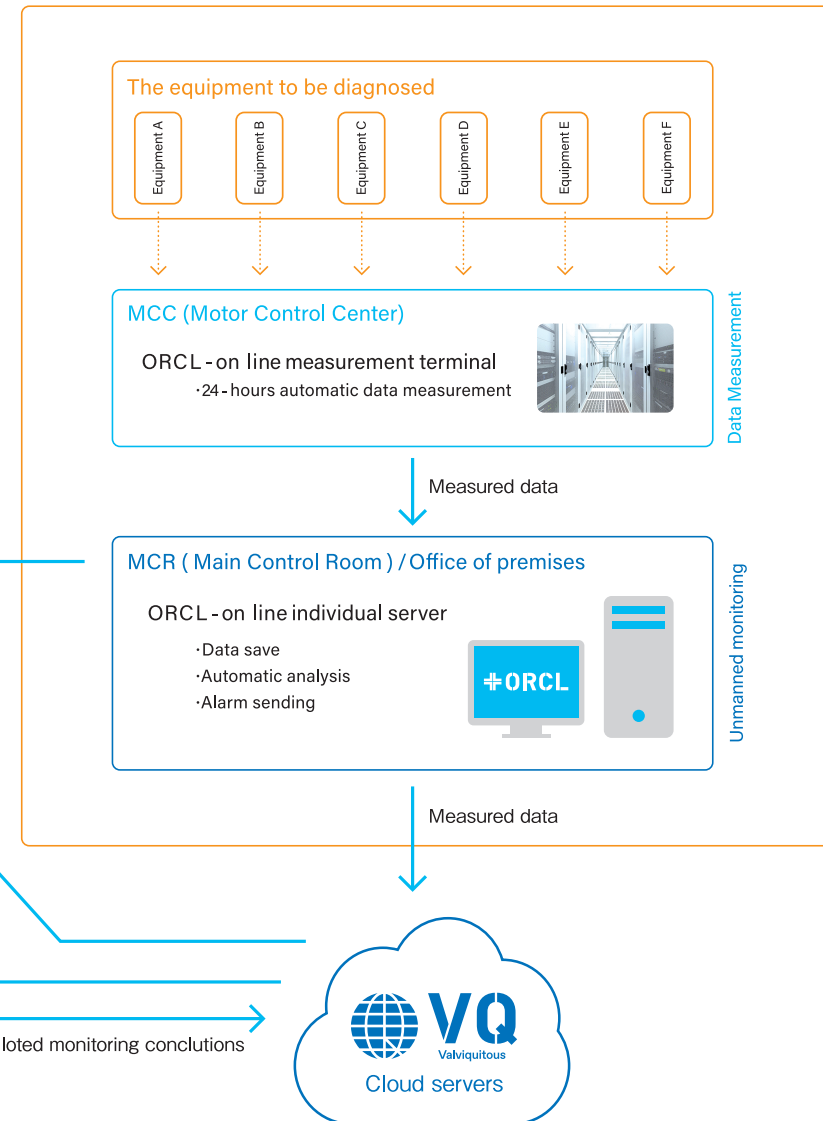 The equipment to be diagnosed
Equipment A
Equipment B
Equipment C
Equipment D
Equipment E
Equipment F
MCC (Motor Control Center)
ORCL - on line measurement terminal
·24 - hours automatic data measurement
Data Measurement
Measured data
MCR ( Main Control Room ) / Office of premises
ORCL - on line individual server
·Data save
·Automatic analysis
·Alarm sending
ORCL
Unmanned monitoring
Measured data
loted monitoring conclutions
VQ
Valviquitous
Cloud servers